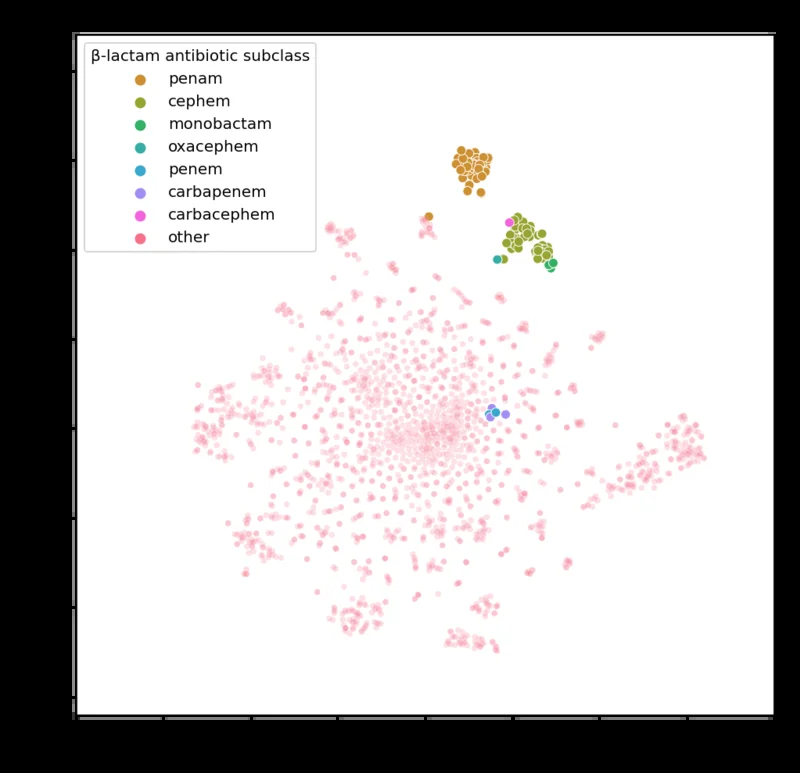 β-lactam antibiotic subclass
penam
cephem
monobactam
oxacephem
penem
carbapenem
carbacephem
other